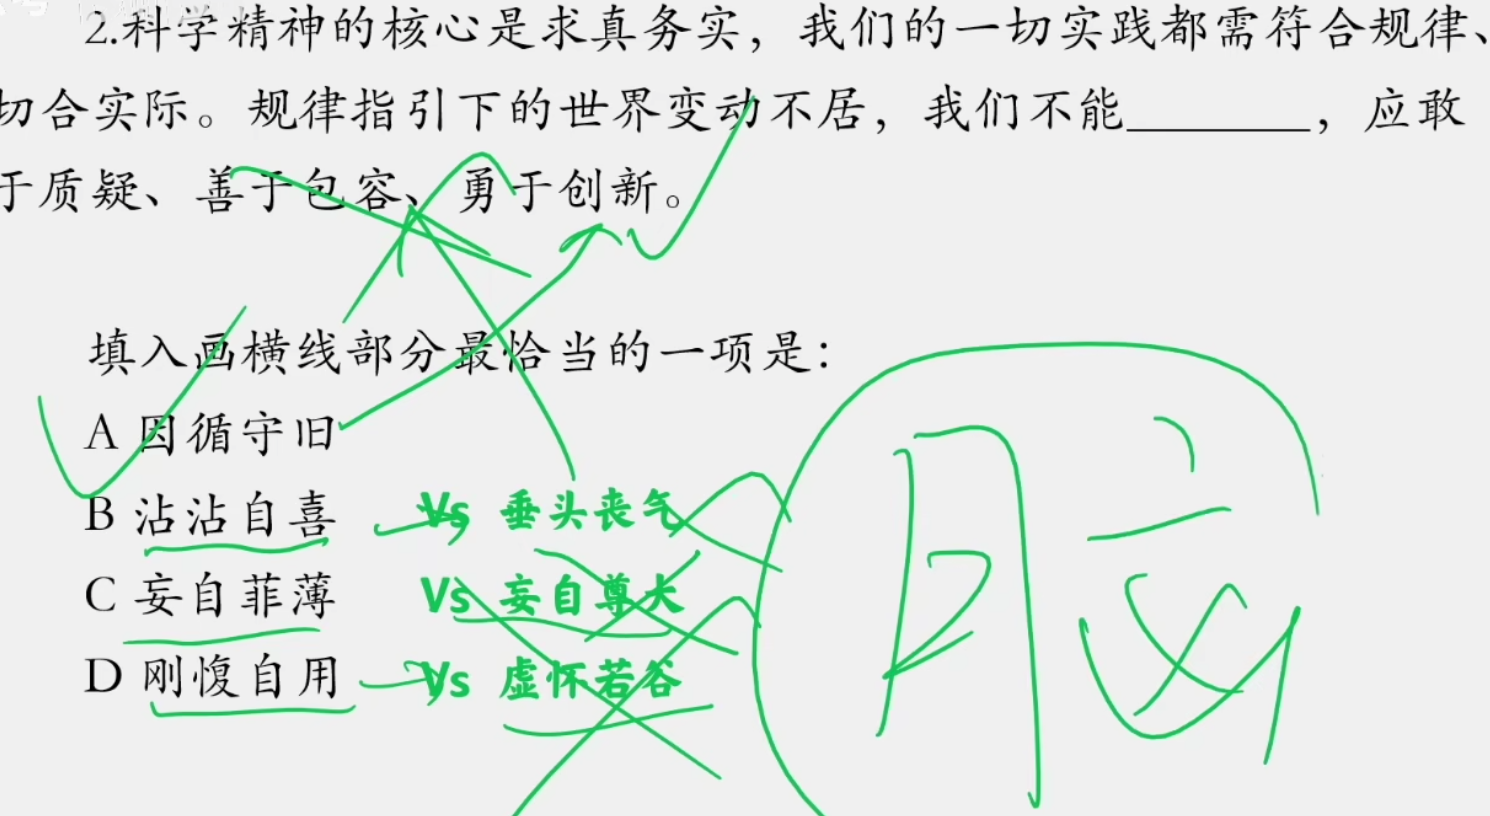 2.科学精神的核心是求真务实，我们的一切实践都需符合规律、
切合实际。规律指引下的世界变动不居，我们不能________，应敢
于质疑、善于包容、勇于创新。
填入画横线部分最恰当的一项是：
A 因循守旧
B 沾沾自喜 Vs 垂头丧气
C 妄自菲薄 Vs 妄自尊大
D 刚愎自用 Vs 虚怀若谷